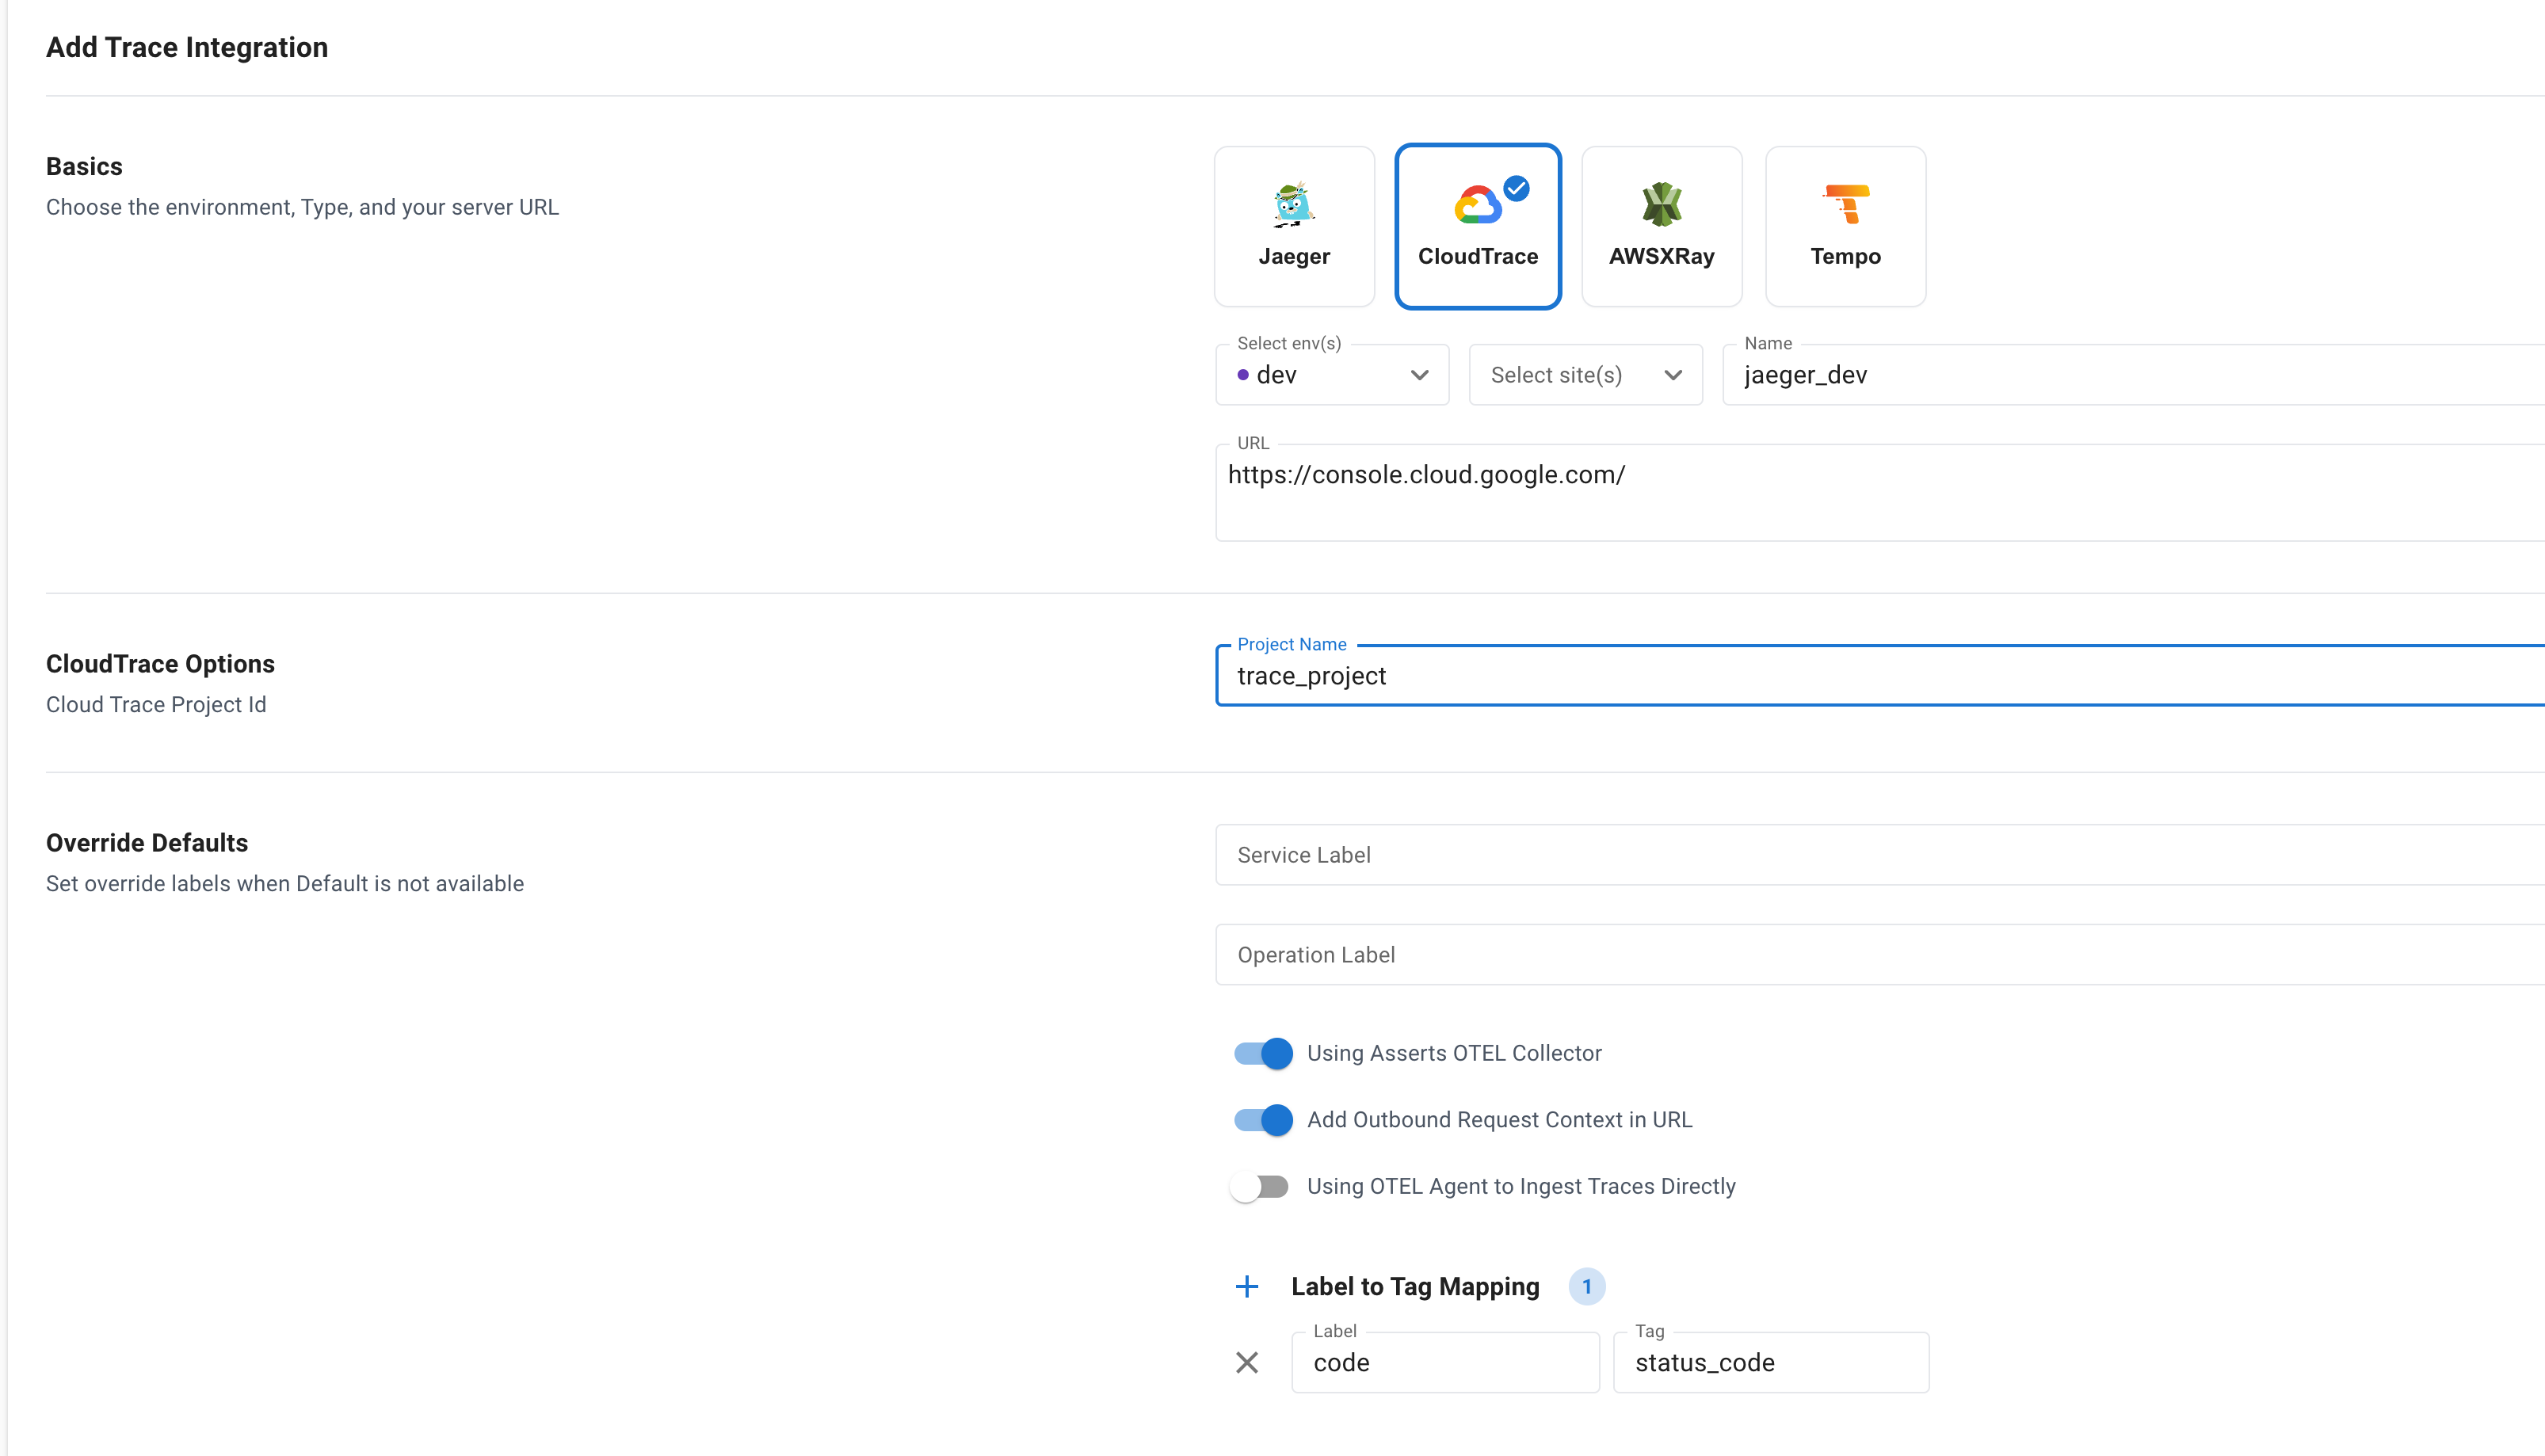 Add Trace Integration
Basics
Choose the environment, Type, and your server URL
Jaeger
CloudTrace
AWSXRay
Tempo
Select env(s)
dev
Select site(s)
Name
jaeger_dev
URL
https://console.cloud.google.com/
CloudTrace Options
Cloud Trace Project Id
Project Name
trace_project
Override Defaults
Set override labels when Default is not available
Service Label
Operation Label
Using Asserts OTEL Collector
Add Outbound Request Context in URL
Using OTEL Agent to Ingest Traces Directly
Label to Tag Mapping 1
Label
code
Tag
status_code